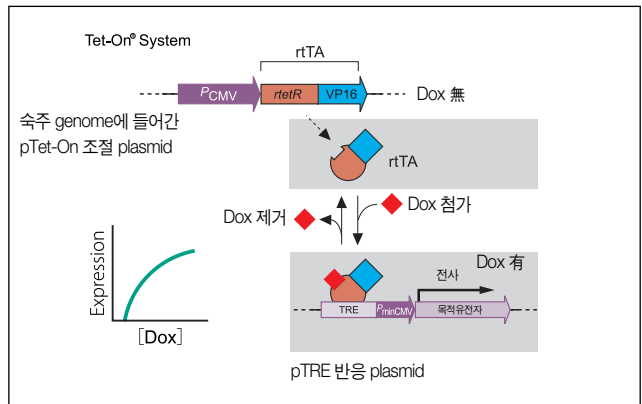 Tet-On® System
rtTA
PCMV
rtetR
VP16
Dox 無
숙주 genome에 들어간
pTet-On 조절 plasmid
rtTA
Dox 제거
Dox 첨가
Expression
[Dox]
Dox 有
전사
TRE
PminCMV
목적유전자
pTRE 반응 plasmid